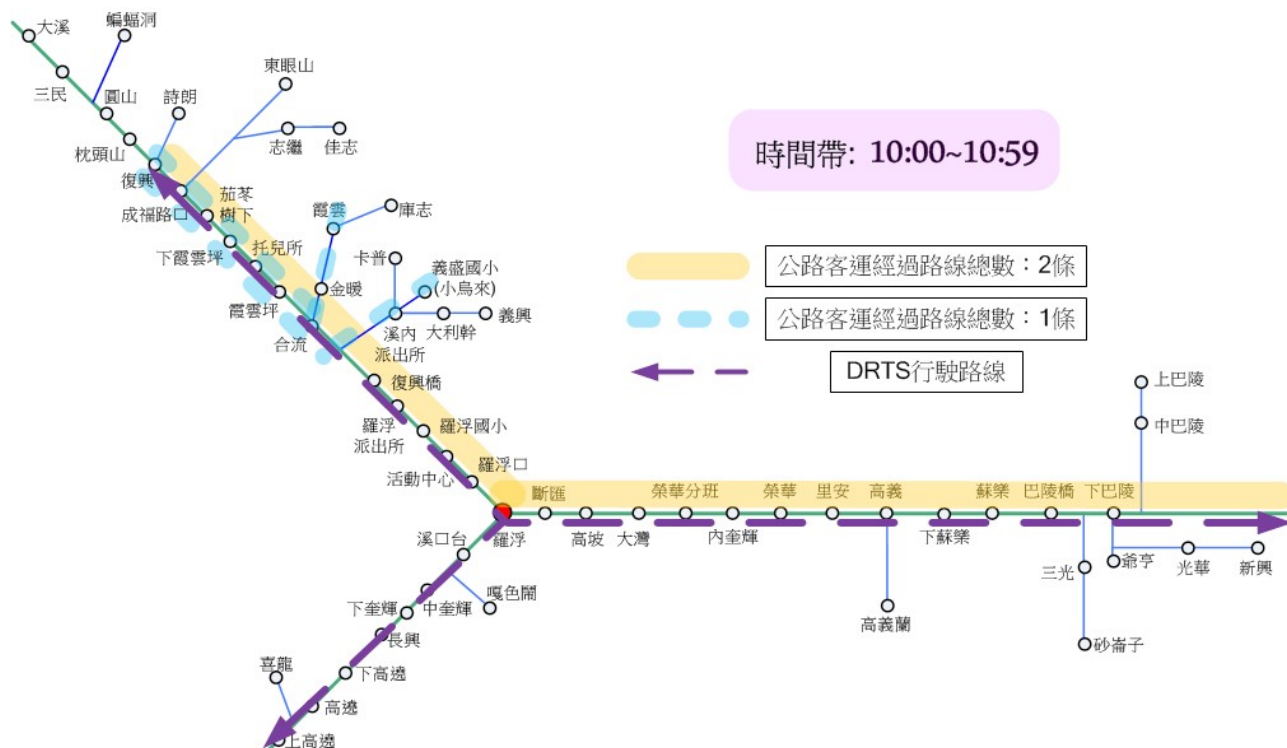 大溪
蝙蝠洞
三民
圓山
詩朗
東眼山
枕頭山
志繼
佳志
復興
成福路口
茄苳
樹下
下霞雲坪
托兒所
霞雲
庫志
卡普
義盛國小
(小烏來)
霞雲坪
金暖
合流
溪內
派出所
大利幹
義興
復興橋
羅浮
派出所
羅浮國小
活動中心
羅浮口
時間帶: 10:00~10:59
公路客運經過路線總數：2條
公路客運經過路線總數：1條
DRTS行駛路線
上巴陵
中巴陵
斷匯
榮華分班
榮華
里安
高義
蘇樂
巴陵橋
下巴陵
羅浮
高坡
大灣
內奎輝
下蘇樂
溪口台
三光
爺亨
光華
新興
下奎輝
中奎輝
嘎色鬧
高義蘭
砂崙子
長興
喜龍
下高遶
高遶
上高遶